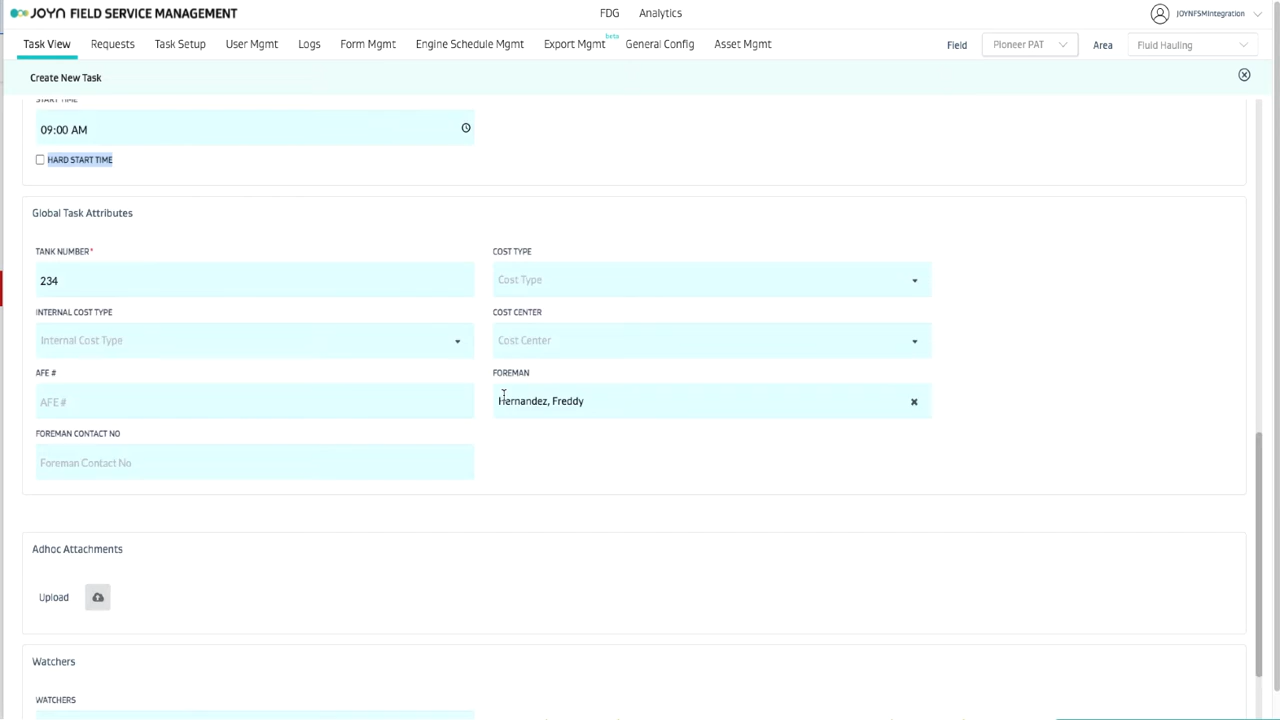 JOYN FIELD SERVICE MANAGEMENT
FDG Analytics
JOYNFSMIntegration
Task View Requests Task Setup User Mgmt Logs Form Mgmt Engine Schedule Mgmt Export Mgmt beta General Config Asset Mgmt
Field Pioneer PAT Area Fluid Hauling
Create New Task
START TIME
09:00 AM
HARD START TIME
Global Task Attributes
TANK NUMBER* COST TYPE
234 Cost Type
INTERNAL COST TYPE COST CENTER
Internal Cost Type Cost Center
AFE # FOREMAN
AFE # Hernandez, Freddy
FOREMAN CONTACT NO
Foreman Contact No
Adhoc Attachments
Upload
Watchers
WATCHERS